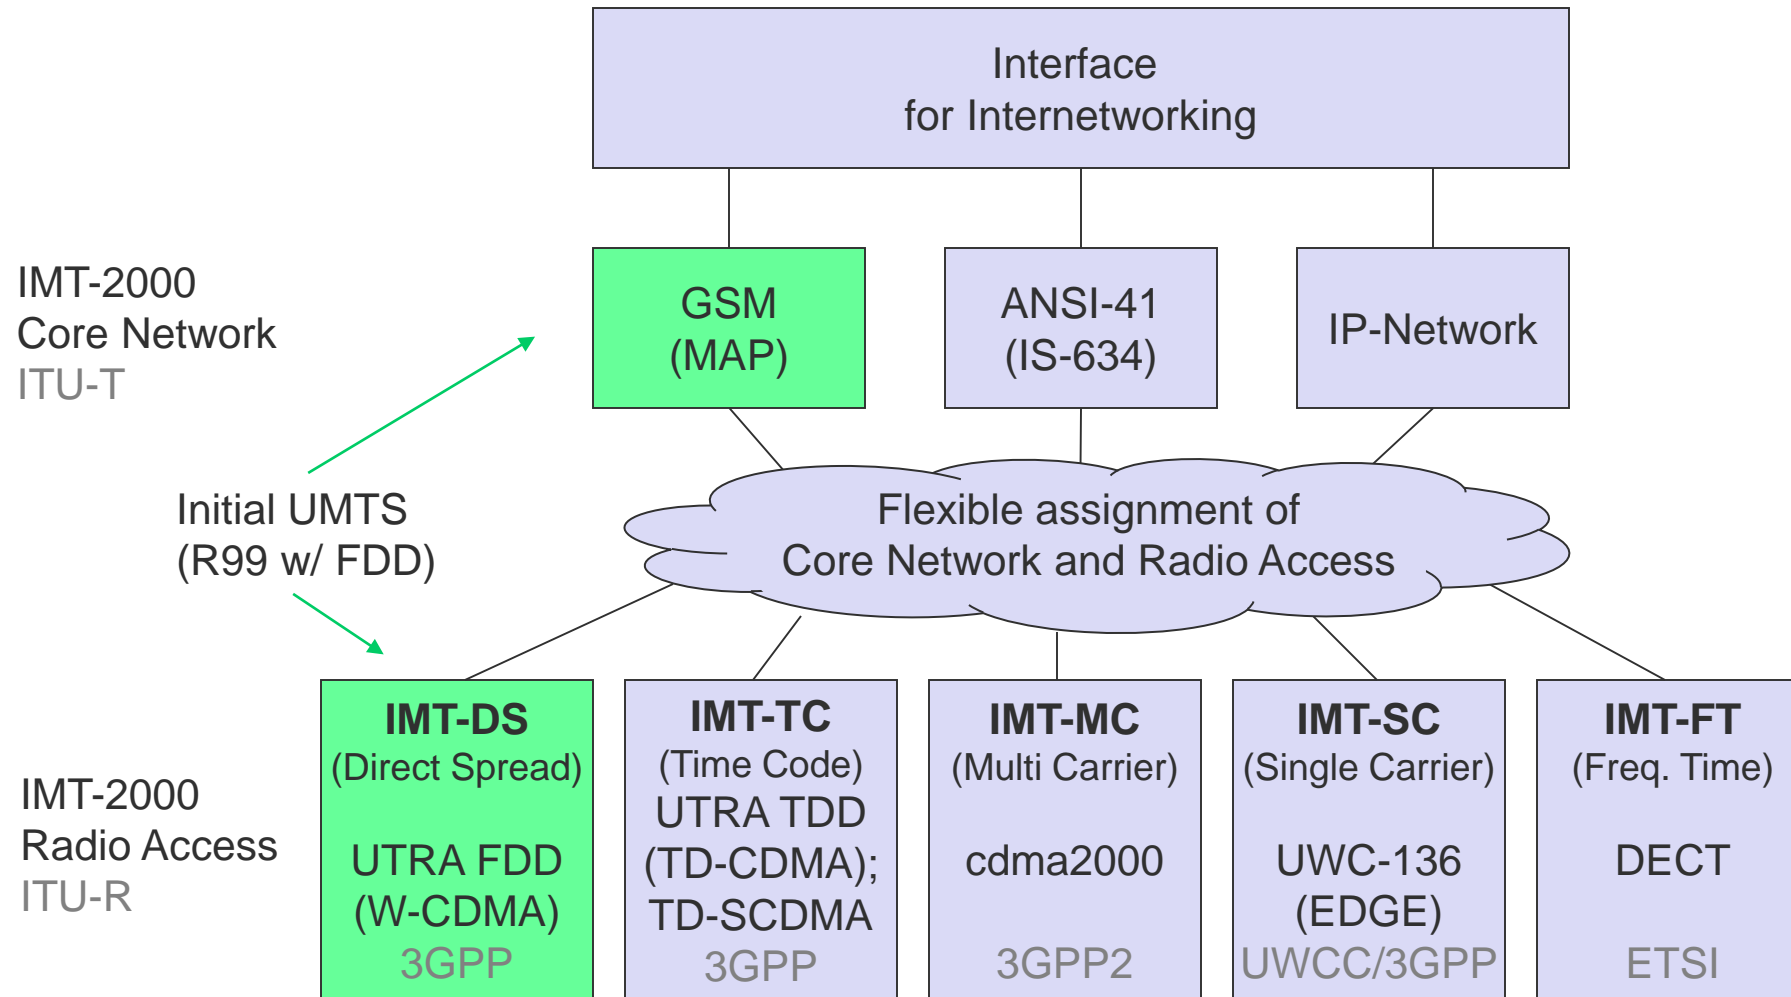 Interface
for Internetworking
IMT-2000
Core Network
ITU-T
GSM
(MAP)
ANSI-41
(IS-634)
IP-Network
Initial UMTS
(R99 w/ FDD)
Flexible assignment of
Core Network and Radio Access
IMT-2000
Radio Access
ITU-R
IMT-DS
(Direct Spread)
UTRA FDD
(W-CDMA)
3GPP
IMT-TC
(Time Code)
UTRA TDD
(TD-CDMA);
TD-SCDMA
3GPP
IMT-MC
(Multi Carrier)
cdma2000
3GPP2
IMT-SC
(Single Carrier)
UWC-136
(EDGE)
UWCC/3GPP
IMT-FT
(Freq. Time)
DECT
ETSI